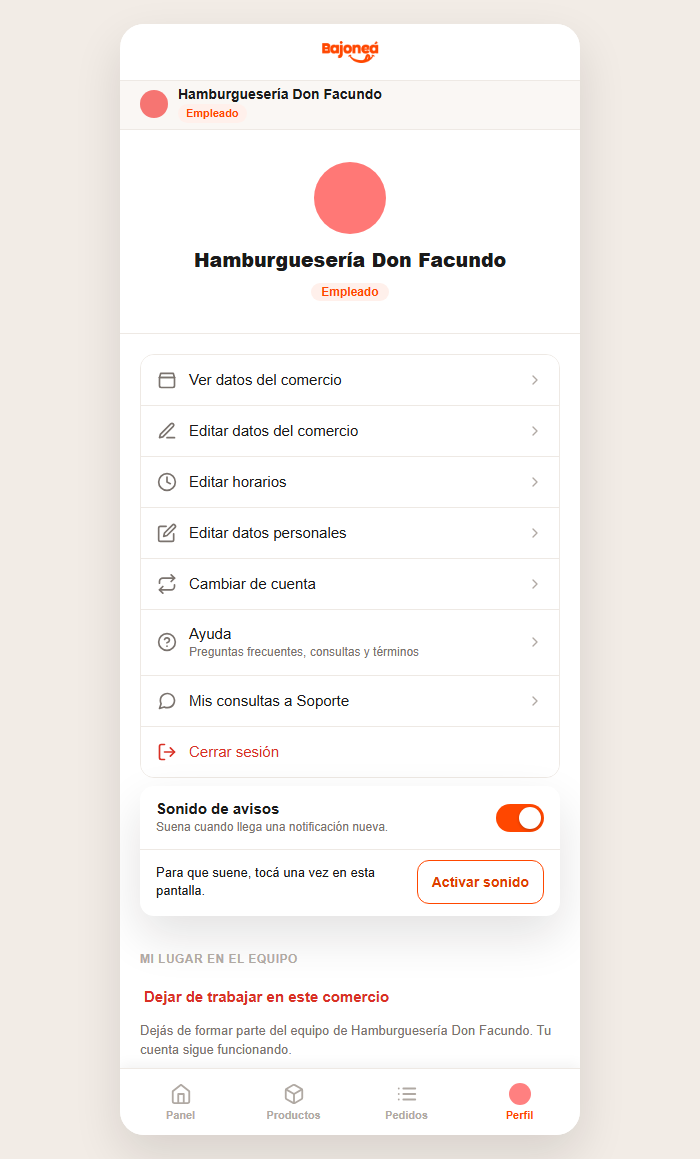 Bajoneá
Hamburguesería Don Facundo
Empleado
Hamburguesería Don Facundo
Empleado
Ver datos del comercio
Editar datos del comercio
Editar horarios
Editar datos personales
Cambiar de cuenta
Ayuda
Preguntas frecuentes, consultas y términos
Mis consultas a Soporte
Cerrar sesión
Sonido de avisos
Suena cuando llega una notificación nueva.
Para que suene, tocá una vez en esta
pantalla.
Activar sonido
MI LUGAR EN EL EQUIPO
Dejar de trabajar en este comercio
Dejás de formar parte del equipo de Hamburguesería Don Facundo. Tu
cuenta sigue funcionando.
Panel
Productos
Pedidos
Perfil